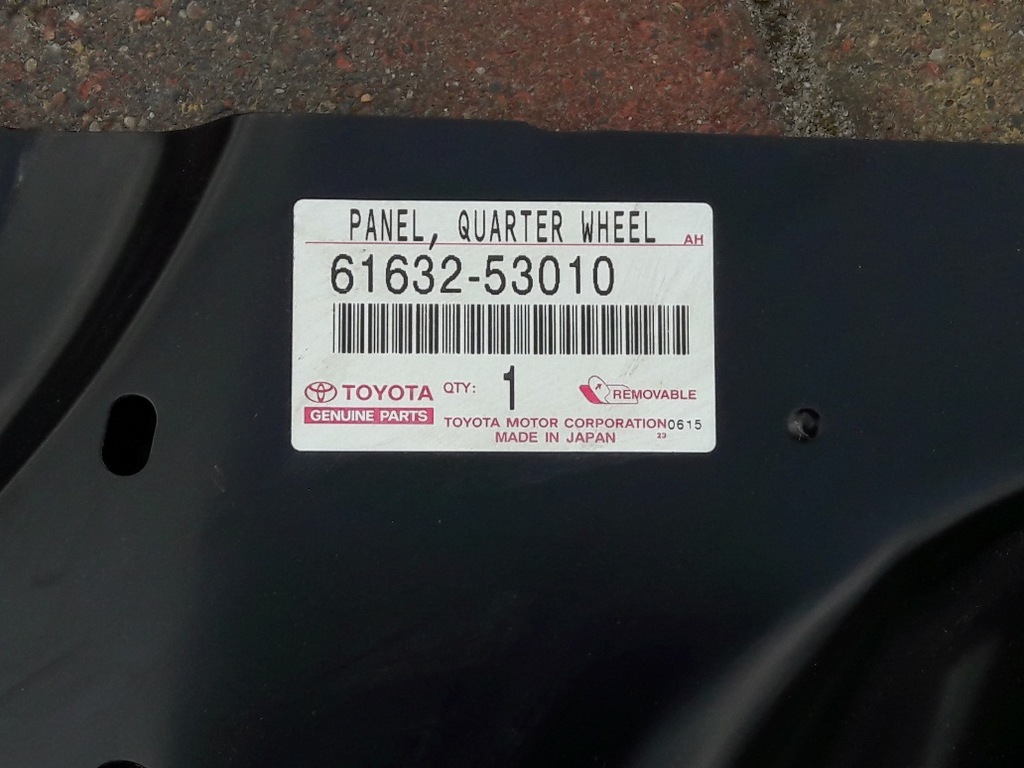 PANEL, QUARTER WHEEL AH
61632-53010
TOYOTA QTY: 1 REMOVABLE
GENUINE PARTS
TOYOTA MOTOR CORPORATION 0615
MADE IN JAPAN 23